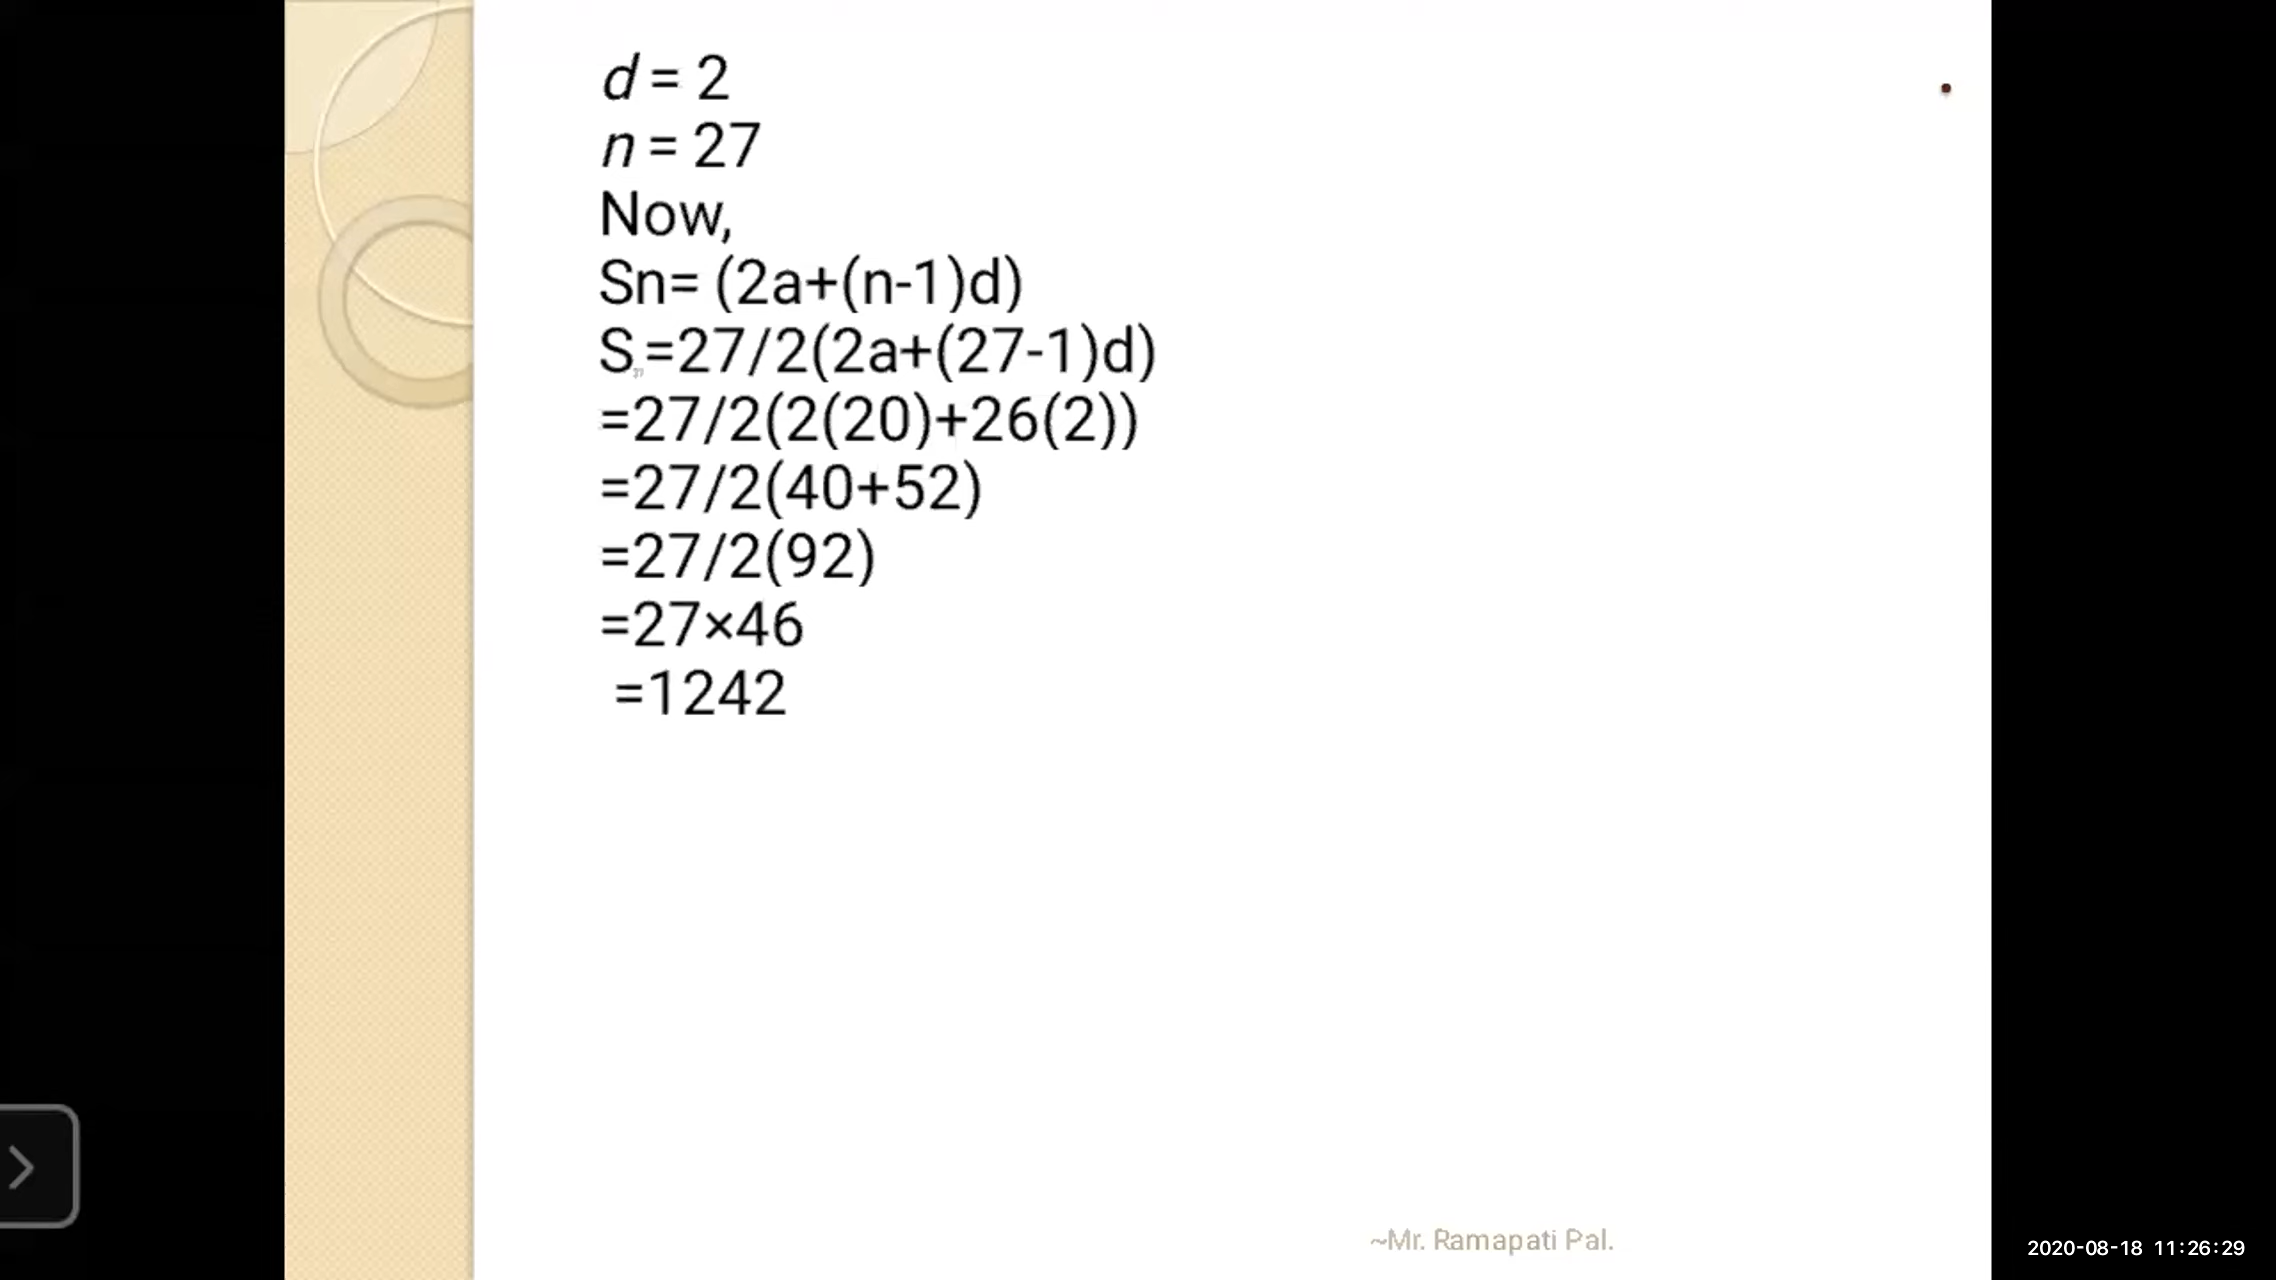 d = 2
n = 27
Now,
Sn= (2a+(n-1)d)
Sₙ=27/2(2a+(27-1)d)
=27/2(2(20)+26(2))
=27/2(40+52)
=27/2(92)
=27×46
=1242
~Mr. Ramapati Pal.
2020-08-18 11:26:29